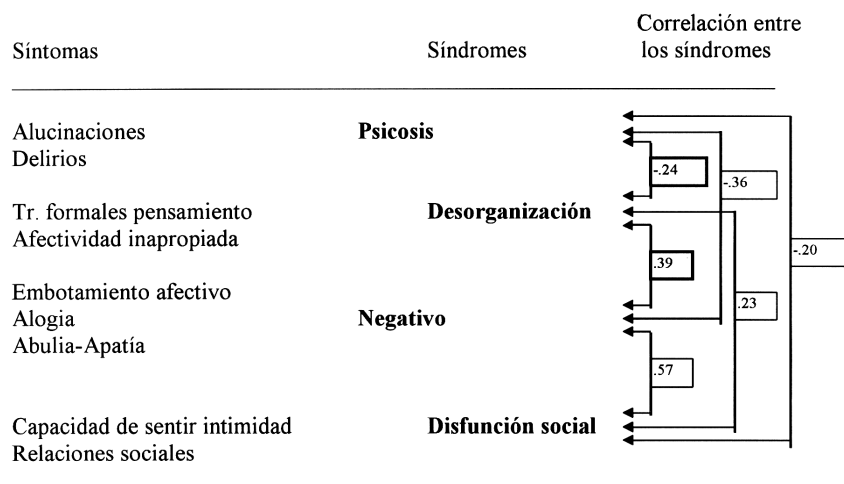 Correlación entre
Síntomas Síndromes los síndromes
Alucinaciones Psicosis
Delirios
-.24
-.36
Tr. formales pensamiento Desorganización
Afectividad inapropiada
-.20
.39
Embotamiento afectivo
.23
Alogia Negativo
Abulia-Apatía
.57
Capacidad de sentir intimidad Disfunción social
Relaciones sociales